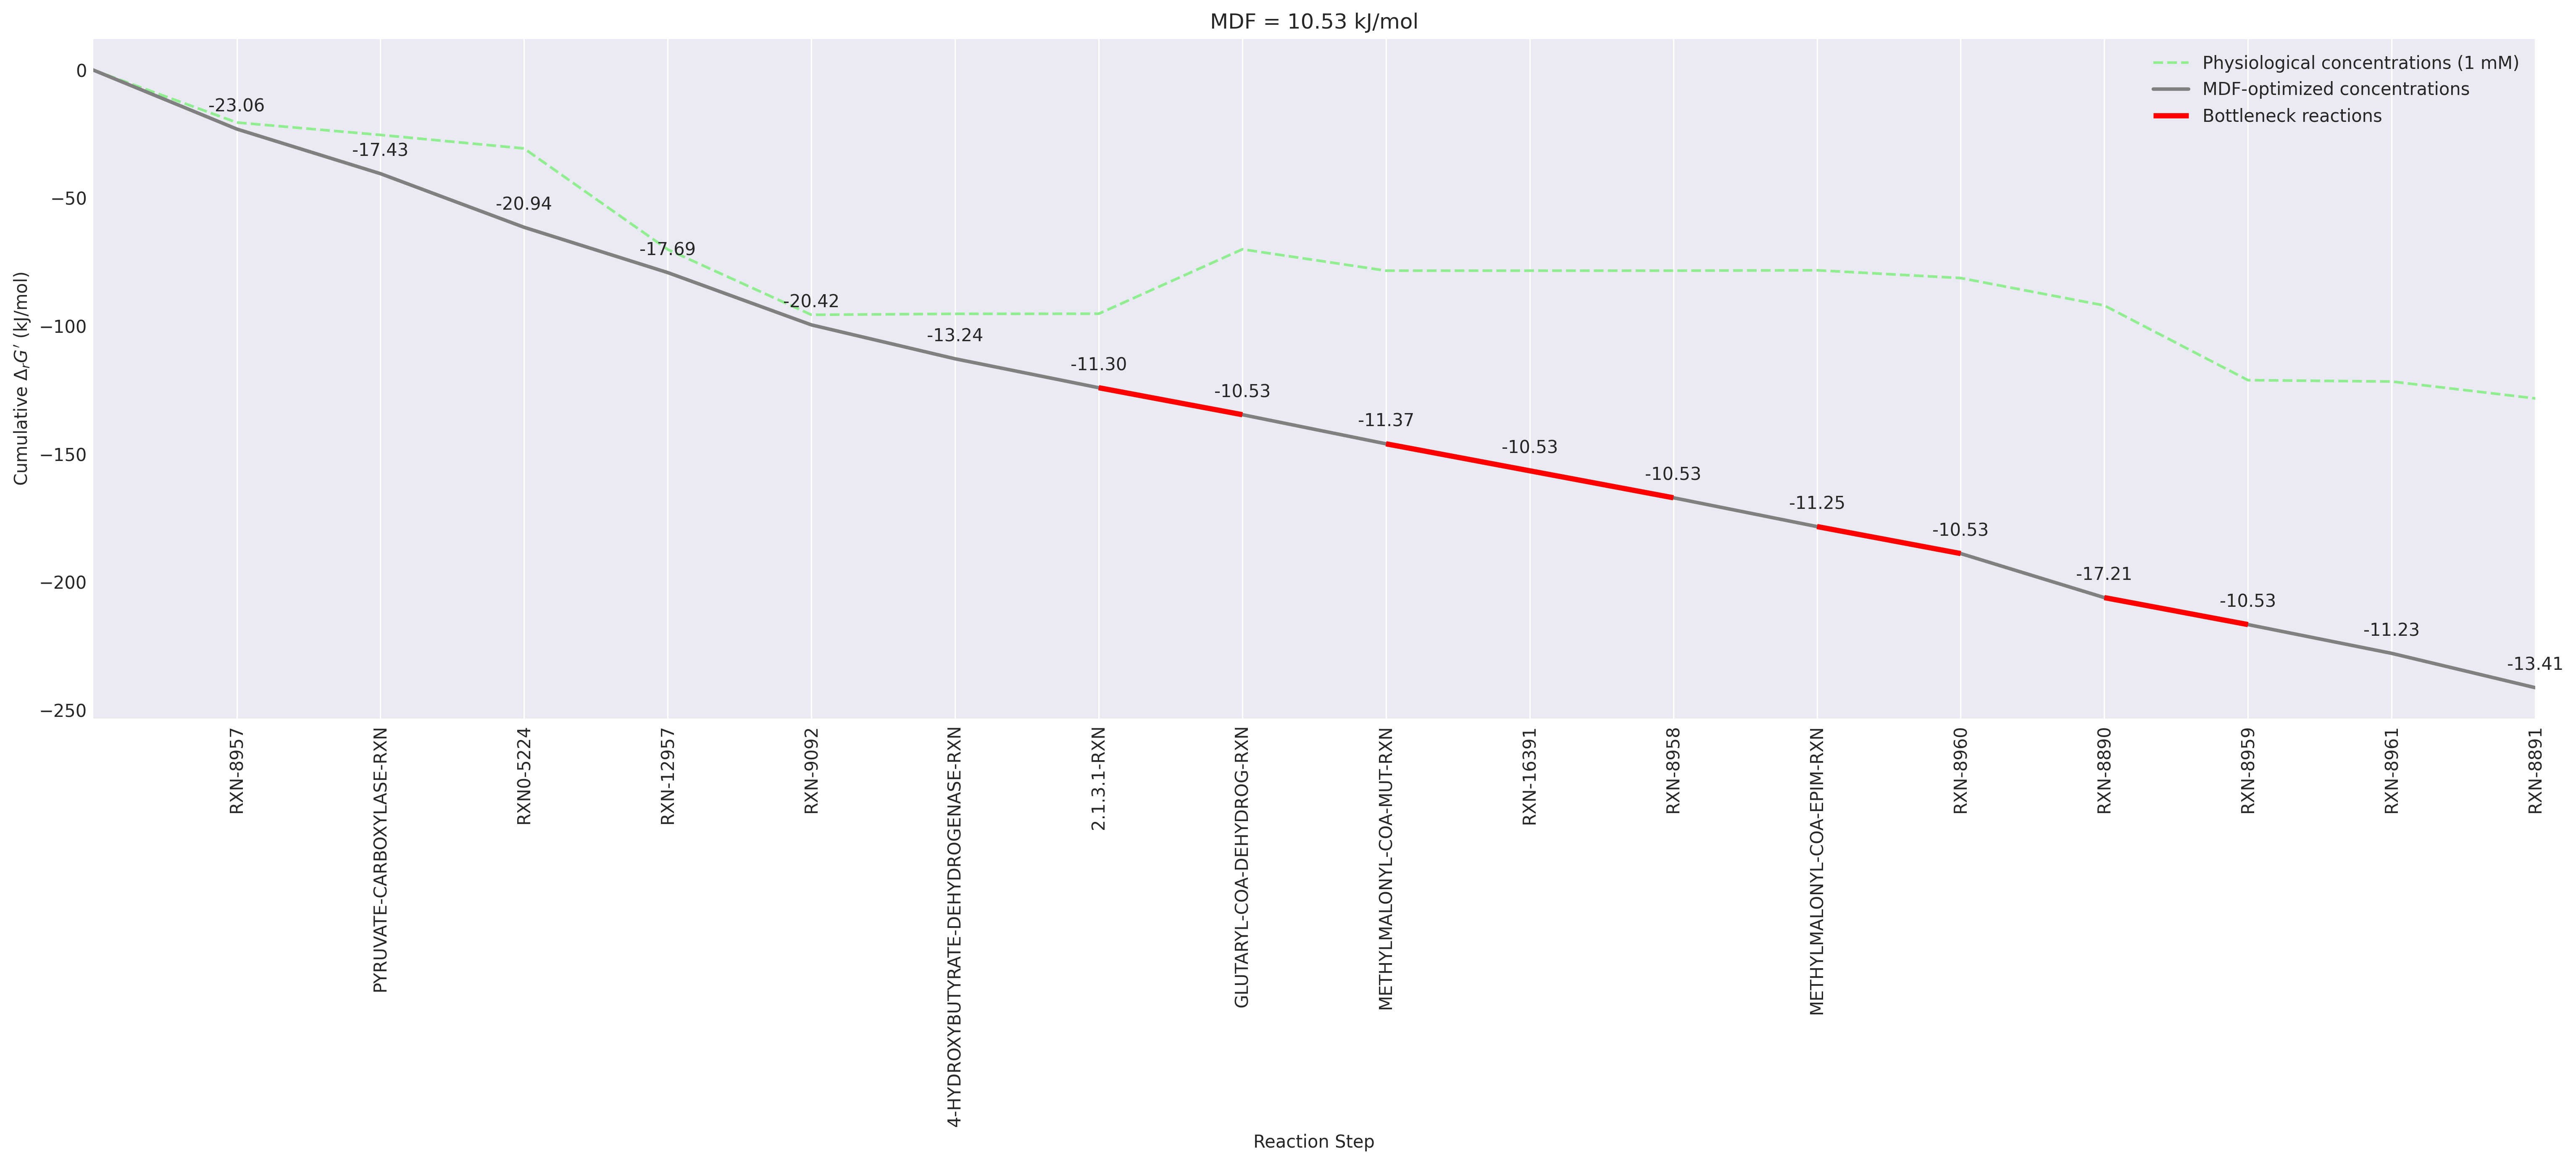 MDF = 10.53 kJ/mol
Physiological concentrations (1 mM)
MDF-optimized concentrations
Bottleneck reactions
Cumulative ΔrG′ (kJ/mol)
0
−50
−100
−150
−200
−250
-23.06
-17.43
-20.94
-17.69
-20.42
-13.24
-11.30
-10.53
-11.37
-10.53
-10.53
-11.25
-10.53
-17.21
-10.53
-11.23
-13.41
RXN-8957
PYRUVATE-CARBOXYLASE-RXN
RXN0-5224
RXN-12957
RXN-9092
4-HYDROXYBUTYRATE-DEHYDROGENASE-RXN
2.1.3.1-RXN
GLUTARYL-COA-DEHYDROG-RXN
METHYLMALONYL-COA-MUT-RXN
RXN-16391
RXN-8958
METHYLMALONYL-COA-EPIM-RXN
RXN-8960
RXN-8890
RXN-8959
RXN-8961
RXN-8891
Reaction Step